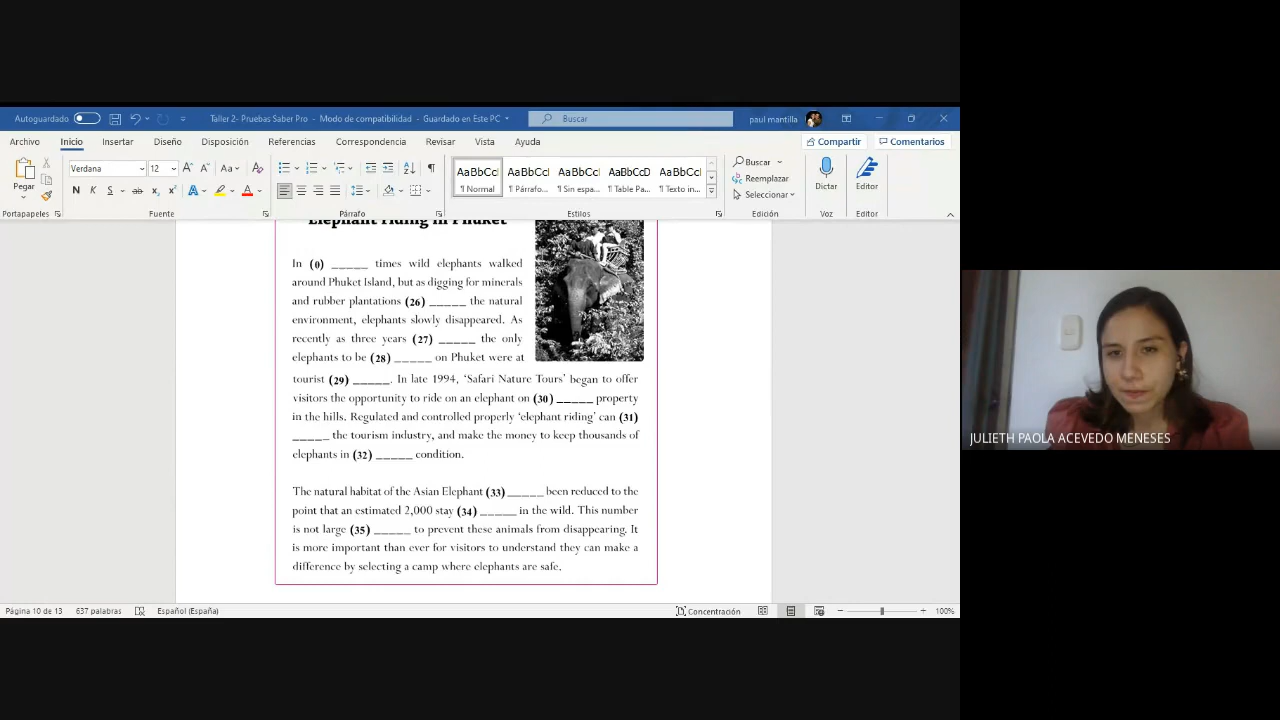 Autoguardado
Taller 2- Pruebas Saber Pro - Modo de compatibilidad - Guardado en Este PC
Buscar
paul mantilla
Archivo Inicio Insertar Diseño Disposición Referencias Correspondencia Revisar Vista Ayuda
Compartir
Comentarios
Pegar
Verdana
12
AaBbCcI
¶ Normal
AaBbCcI
¶ Párrafo...
AaBbCcI
¶ Sin espa...
AaBbCcD
¶ Table Pa...
AaBbCcI
¶ Texto in...
Buscar
Reemplazar
Seleccionar
Dictar
Editor
Portapapeles
Fuente
Párrafo
Estilos
Edición
Voz
Editor
Elephant riding in Phuket
In (0) _____ times wild elephants walked
around Phuket Island, but as digging for minerals
and rubber plantations (26) _____ the natural
environment, elephants slowly disappeared. As
recently as three years (27) _____ the only
elephants to be (28) _____ on Phuket were at
tourist (29) _____. In late 1994, ‘Safari Nature Tours’ began to offer
visitors the opportunity to ride on an elephant on (30) _____ property
in the hills. Regulated and controlled properly ‘elephant riding’ can (31)
_____ the tourism industry, and make the money to keep thousands of
elephants in (32) _____ condition.
The natural habitat of the Asian Elephant (33) _____ been reduced to the
point that an estimated 2,000 stay (34) _____ in the wild. This number
is not large (35) _____ to prevent these animals from disappearing. It
is more important than ever for visitors to understand they can make a
difference by selecting a camp where elephants are safe.
Página 10 de 13
637 palabras
Español (España)
Concentración
100%
JULIETH PAOLA ACEVEDO MENESES